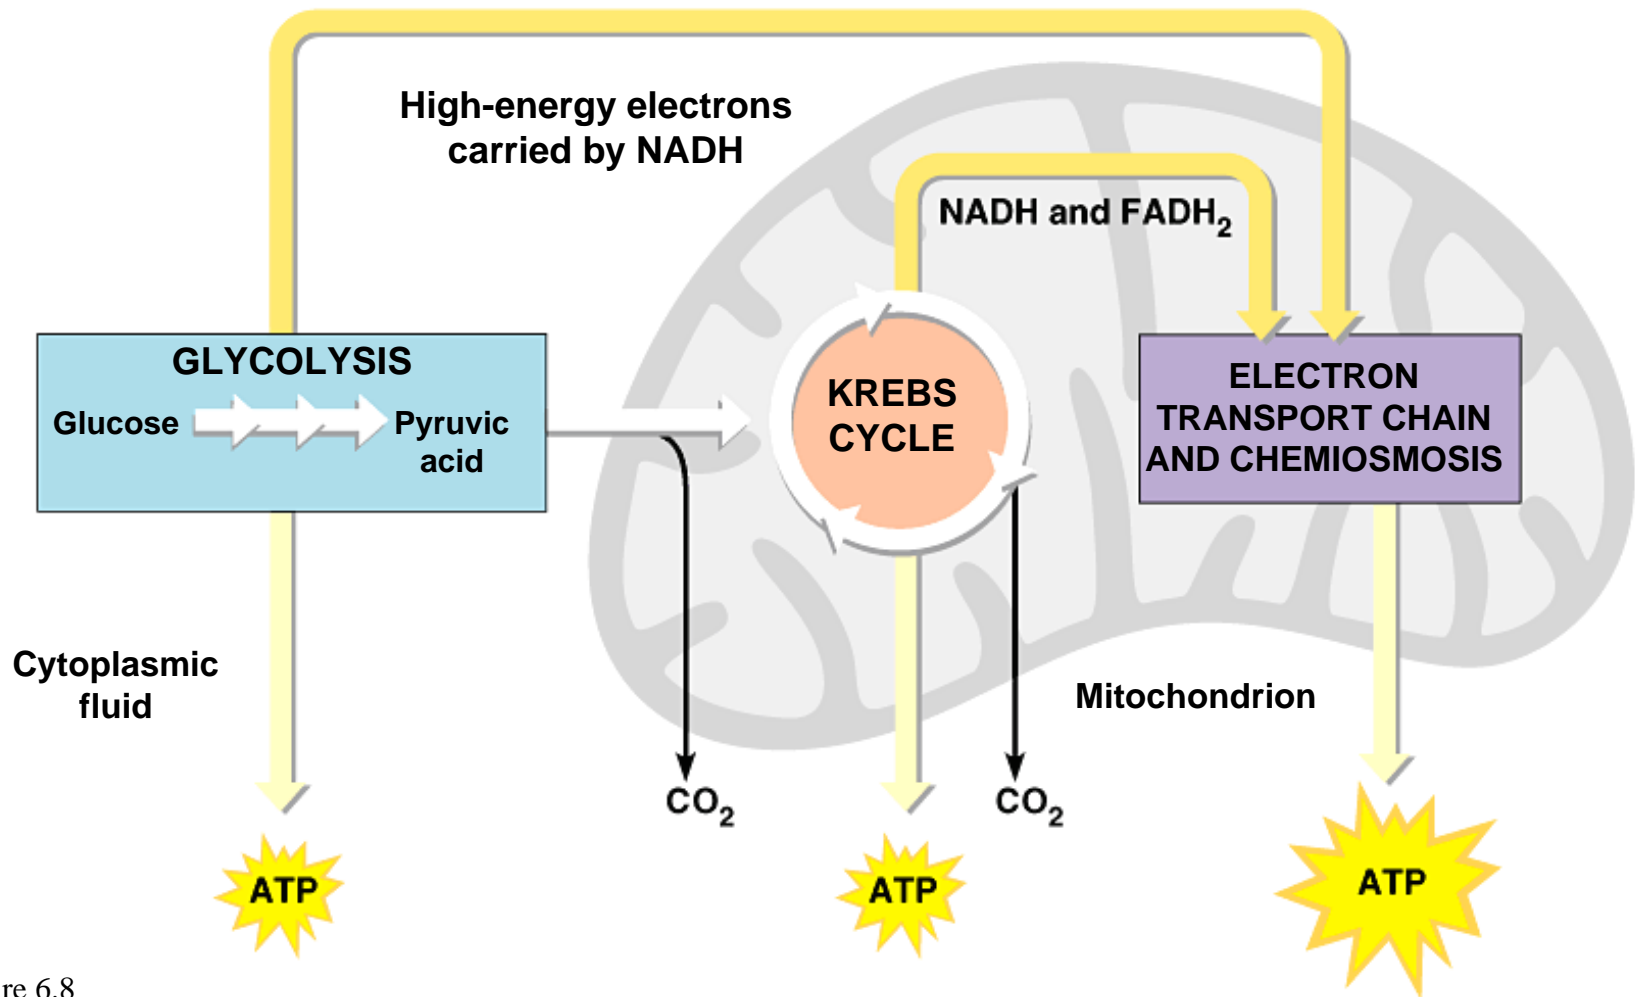 High-energy electrons
carried by NADH
NADH and FADH₂
GLYCOLYSIS
Glucose
Pyruvic
acid
KREBS
CYCLE
ELECTRON
TRANSPORT CHAIN
AND CHEMIOSMOSIS
Cytoplasmic
fluid
Mitochondrion
CO₂
CO₂
ATP
ATP
ATP
re 6.8